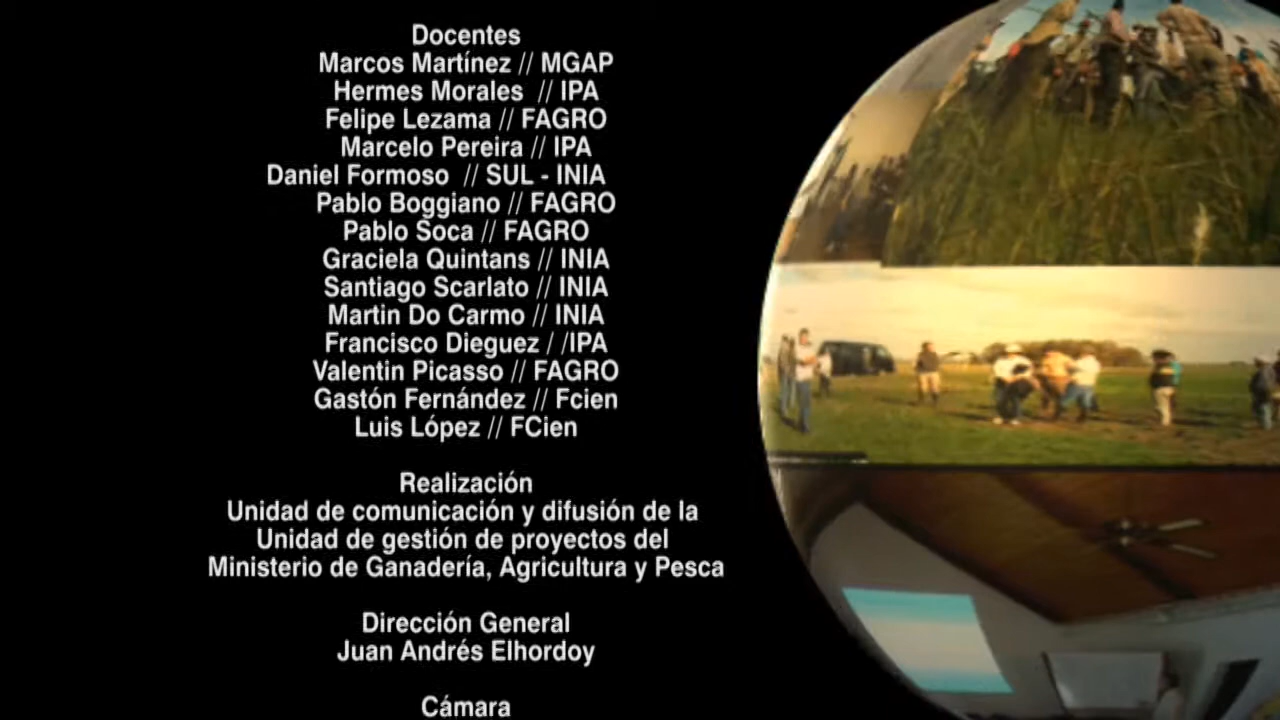 Docentes
Marcos Martínez // MGAP
Hermes Morales // IPA
Felipe Lezama // FAGRO
Marcelo Pereira // IPA
Daniel Formoso // SUL - INIA
Pablo Boggiano // FAGRO
Pablo Soca // FAGRO
Graciela Quintans // INIA
Santiago Scarlato // INIA
Martin Do Carmo // INIA
Francisco Dieguez / /IPA
Valentin Picasso // FAGRO
Gastón Fernández // Fcien
Luis López // FCien
Realización
Unidad de comunicación y difusión de la
Unidad de gestión de proyectos del
Ministerio de Ganadería, Agricultura y Pesca
Dirección General
Juan Andrés Elhordoy
Cámara